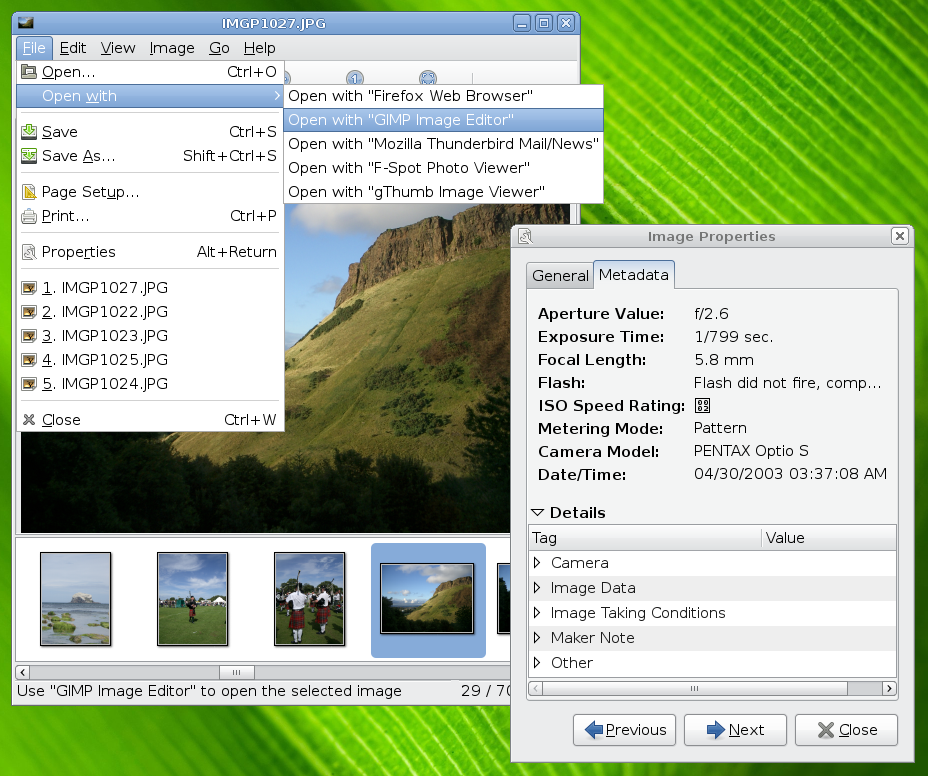 IMGP1027.JPG
File Edit View Image Go Help
Open... Ctrl+O
Open with
Open with "Firefox Web Browser"
Open with "GIMP Image Editor"
Open with "Mozilla Thunderbird Mail/News"
Open with "F-Spot Photo Viewer"
Open with "gThumb Image Viewer"
Save Ctrl+S
Save As... Shift+Ctrl+S
Page Setup...
Print... Ctrl+P
Properties Alt+Return
1. IMGP1027.JPG
2. IMGP1022.JPG
3. IMGP1023.JPG
4. IMGP1025.JPG
5. IMGP1024.JPG
Close Ctrl+W
Use "GIMP Image Editor" to open the selected image 29 / 70
Image Properties
General Metadata
Aperture Value: f/2.6
Exposure Time: 1/799 sec.
Focal Length: 5.8 mm
Flash: Flash did not fire, comp...
ISO Speed Rating:
Metering Mode: Pattern
Camera Model: PENTAX Optio S
Date/Time: 04/30/2003 03:37:08 AM
Details
Tag Value
Camera
Image Data
Image Taking Conditions
Maker Note
Other
Previous Next Close